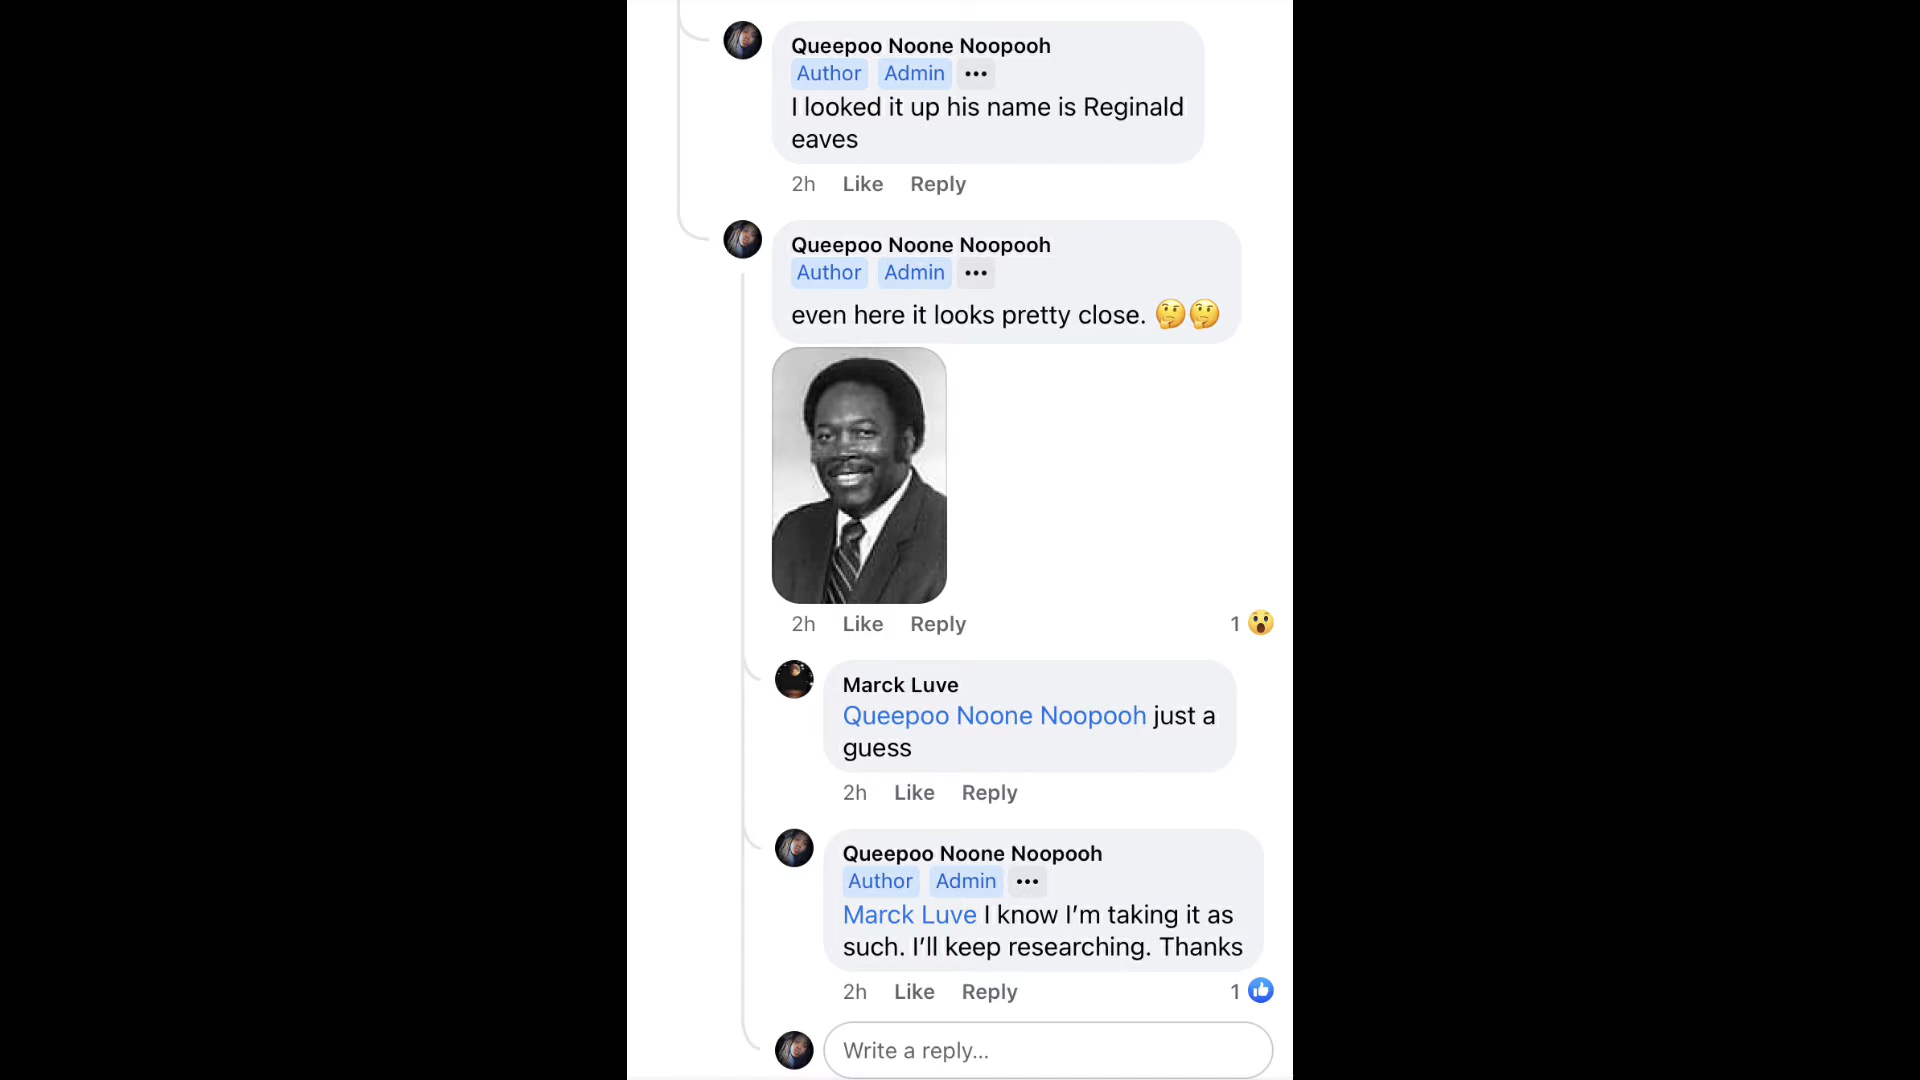 Queepoo Noone Noopooh
Author Admin •••
I looked it up his name is Reginald
eaves
2h Like Reply
Queepoo Noone Noopooh
Author Admin •••
even here it looks pretty close. 🤔🤔
2h Like Reply 1 😮
Marck Luve
Queepoo Noone Noopooh just a
guess
2h Like Reply
Queepoo Noone Noopooh
Author Admin •••
Marck Luve I know I’m taking it as
such. I’ll keep researching. Thanks
2h Like Reply 1 👍
Write a reply...